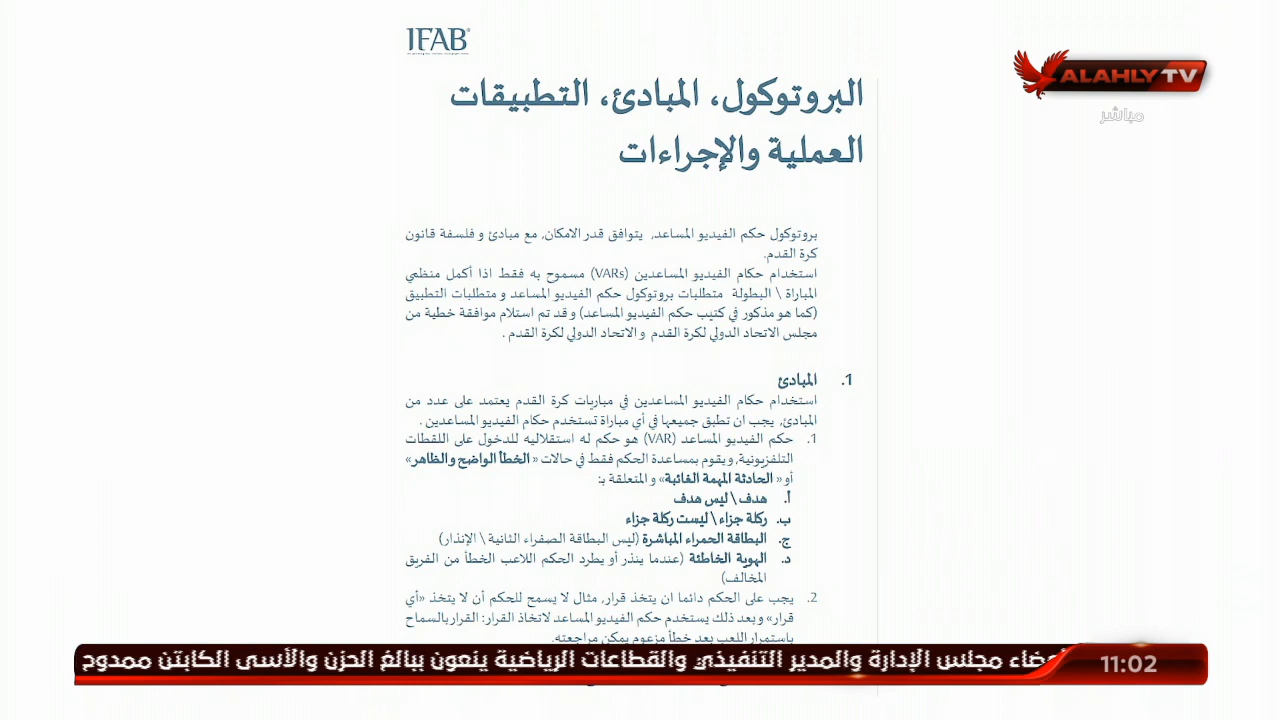 IFAB
ALAHLY TV
مباشر
البروتوكول، المبادئ، التطبيقات
العملية والإجراءات
بروتوكول حكم الفيديو المساعد, يتوافق قدر الامكان, مع مبادئ و فلسفة قانون
كرة القدم.
استخدام حكام الفيديو المساعدين (VARs) مسموح به فقط اذا أكمل منظمي
المباراة \ البطولة متطلبات بروتوكول حكم الفيديو المساعد و متطلبات التطبيق
(كما هو مذكور في كتيب حكم الفيديو المساعد) و قد تم استلام موافقة خطية من
مجلس الاتحاد الدولي لكرة القدم و الاتحاد الدولي لكرة القدم .
1. المبادئ
استخدام حكام الفيديو المساعدين في مباريات كرة القدم يعتمد على عدد من
المبادئ, يجب ان تطبق جميعها في أي مباراة تستخدم حكام الفيديو المساعدين .
1. حكم الفيديو المساعد (VAR) هو حكم له استقلاليه للدخول على اللقطات
التلفزيونية, ويقوم بمساعدة الحكم فقط في حالات « الخطأ الواضح والظاهر»
أو « الحادثة المهمة الغائبة» و المتعلقة بـ:
أ. هدف \ ليس هدف
ب. ركلة جزاء \ ليست ركلة جزاء
ج. البطاقة الحمراء المباشرة (ليس البطاقة الصفراء الثانية \ الإنذار)
د. الهوية الخاطئة (عندما ينذر أو يطرد الحكم اللاعب الخطأ من الفريق
المخالف)
2. يجب على الحكم دائما ان يتخذ قرار, مثال لا يسمح للحكم أن لا يتخذ «أي
قرار» وبعد ذلك يستخدم حكم الفيديو المساعد لاتخاذ القرار: القرار بالسماح
باستمرار اللعب بعد خطأ مزعوم يمكن مراجعته.
أعضاء مجلس الإدارة والمدير التنفيذي والقطاعات الرياضية ينعون ببالغ الحزن والأسى الكابتن ممدوح
11:02